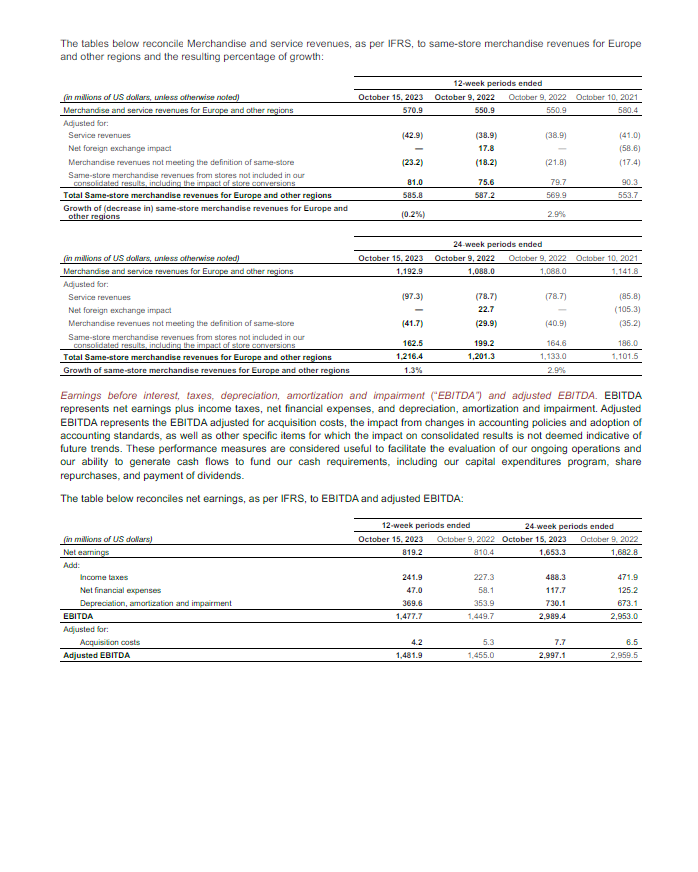 The tables below reconcile Merchandise and service revenues, as per IFRS, to same-store merchandise revenues for Europe
and other regions and the resulting percentage of growth:
12-week periods ended
(in millions of US dollars, unless otherwise noted) October 15, 2023 October 9, 2022 October 9, 2022 October 10, 2021
Merchandise and service revenues for Europe and other regions 570.9 550.9 550.9 580.4
Adjusted for:
Service revenues (42.9) (38.9) (38.9) (41.0)
Net foreign exchange impact — 17.8 — (58.6)
Merchandise revenues not meeting the definition of same-store (23.2) (18.2) (21.8) (17.4)
Same-store merchandise revenues from stores not included in our
consolidated results, including the impact of store conversions 81.0 75.6 79.7 90.3
Total Same-store merchandise revenues for Europe and other regions 585.8 587.2 569.9 553.7
Growth of (decrease in) same-store merchandise revenues for Europe and
other regions (0.2%) 2.9%
24-week periods ended
(in millions of US dollars, unless otherwise noted) October 15, 2023 October 9, 2022 October 9, 2022 October 10, 2021
Merchandise and service revenues for Europe and other regions 1,192.9 1,088.0 1,088.0 1,141.8
Adjusted for:
Service revenues (97.3) (78.7) (78.7) (85.8)
Net foreign exchange impact — 22.7 — (105.3)
Merchandise revenues not meeting the definition of same-store (41.7) (29.9) (40.9) (35.2)
Same-store merchandise revenues from stores not included in our
consolidated results, including the impact of store conversions 162.5 199.2 164.6 186.0
Total Same-store merchandise revenues for Europe and other regions 1,216.4 1,201.3 1,133.0 1,101.5
Growth of same-store merchandise revenues for Europe and other regions 1.3% 2.9%
Earnings before interest, taxes, depreciation, amortization and impairment ("EBITDA") and adjusted EBITDA. EBITDA
represents net earnings plus income taxes, net financial expenses, and depreciation, amortization and impairment. Adjusted
EBITDA represents the EBITDA adjusted for acquisition costs, the impact from changes in accounting policies and adoption of
accounting standards, as well as other specific items for which the impact on consolidated results is not deemed indicative of
future trends. These performance measures are considered useful to facilitate the evaluation of our ongoing operations and
our ability to generate cash flows to fund our cash requirements, including our capital expenditures program, share
repurchases, and payment of dividends.
The table below reconciles net earnings, as per IFRS, to EBITDA and adjusted EBITDA:
12-week periods ended 24-week periods ended
(in millions of US dollars) October 15, 2023 October 9, 2022 October 15, 2023 October 9, 2022
Net earnings 819.2 810.4 1,653.3 1,682.8
Add:
Income taxes 241.9 227.3 488.3 471.9
Net financial expenses 47.0 58.1 117.7 125.2
Depreciation, amortization and impairment 369.6 353.9 730.1 673.1
EBITDA 1,477.7 1,449.7 2,989.4 2,953.0
Adjusted for:
Acquisition costs 4.2 5.3 7.7 6.5
Adjusted EBITDA 1,481.9 1,455.0 2,997.1 2,959.5